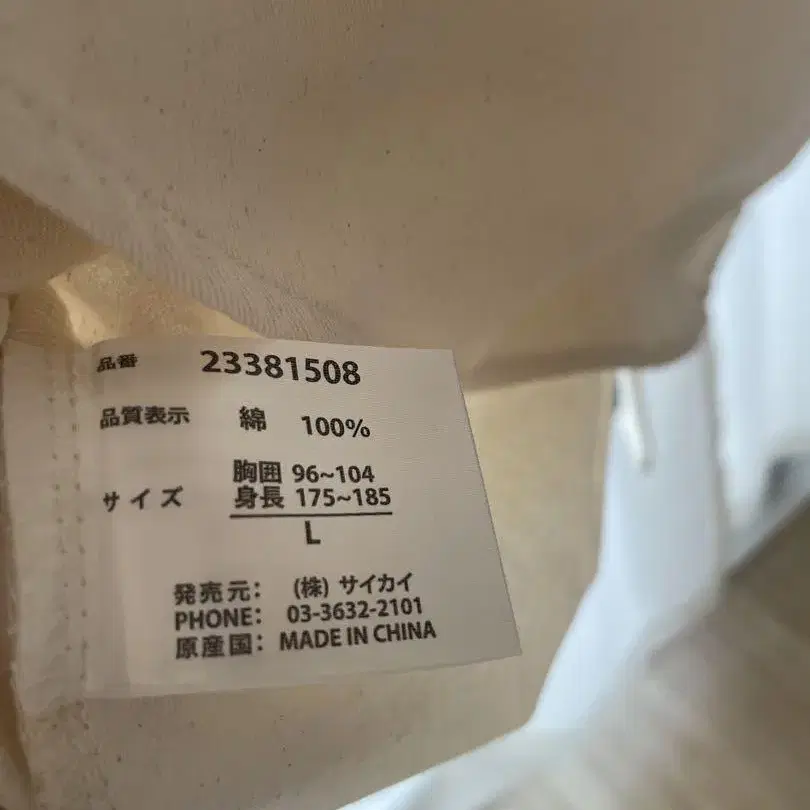 品番 23381508
品質表示 綿 100%
胸囲 96~104
サイズ 身長 175~185
L
発売元: (株) サイカイ
PHONE: 03-3632-2101
原産国: MADE IN CHINA